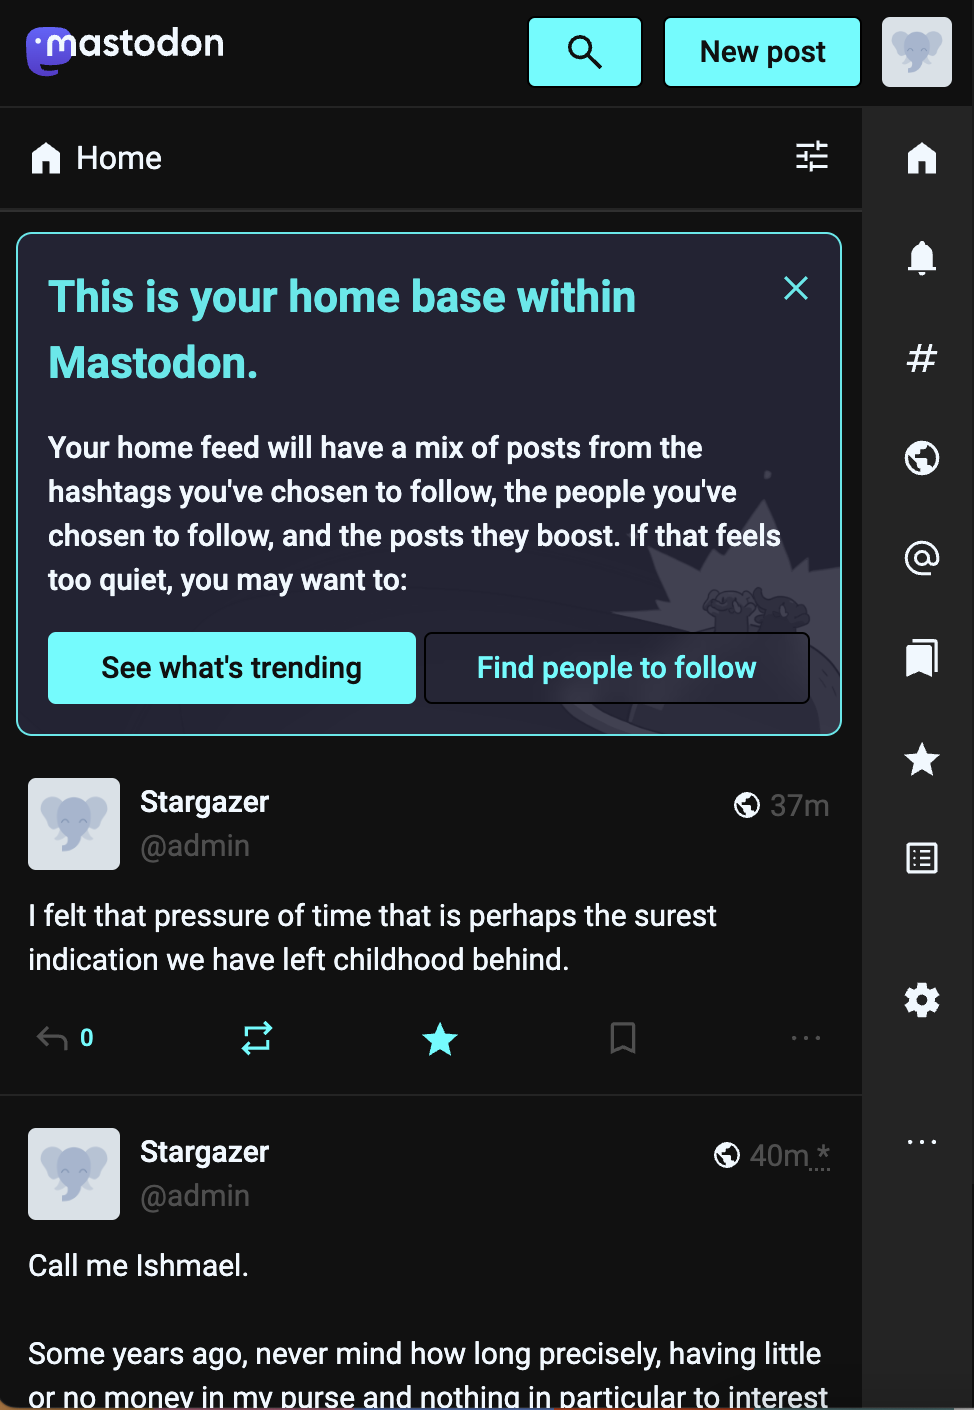 mastodon
New post
Home
This is your home base within
Mastodon.
Your home feed will have a mix of posts from the
hashtags you've chosen to follow, the people you've
chosen to follow, and the posts they boost. If that feels
too quiet, you may want to:
See what's trending
Find people to follow
Stargazer
37m
@admin
I felt that pressure of time that is perhaps the surest
indication we have left childhood behind.
0
Stargazer
40m *
@admin
Call me Ishmael.
Some years ago, never mind how long precisely, having little
or no money in my purse and nothing in particular to interest